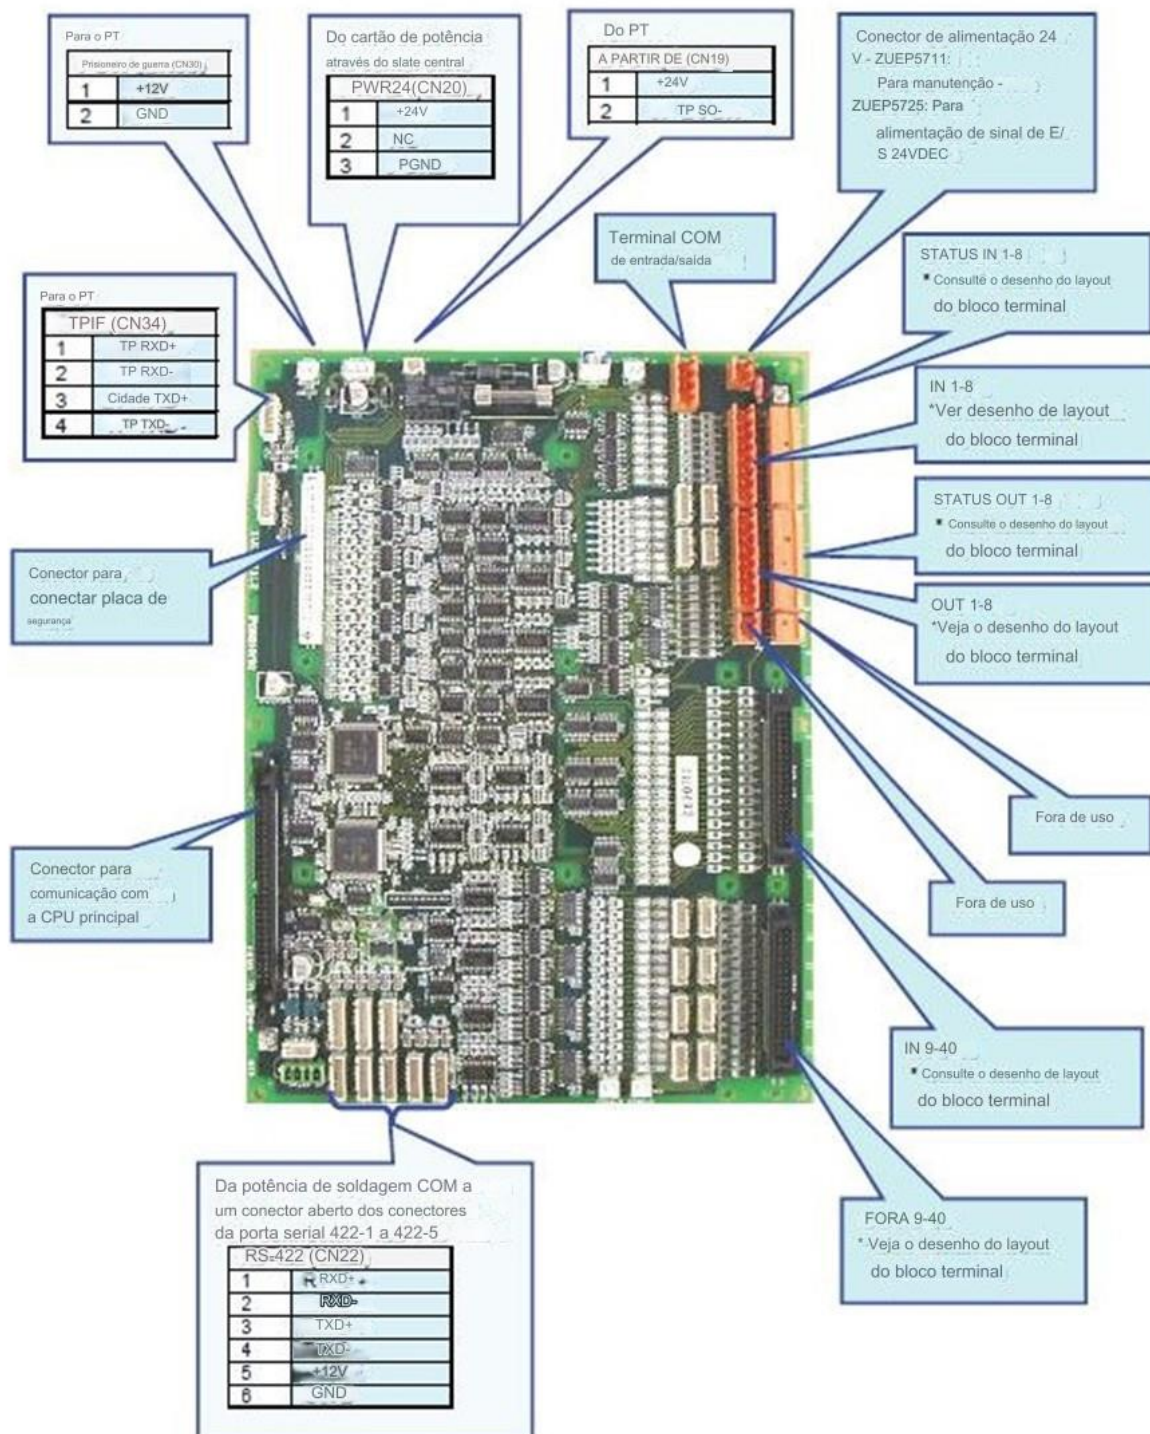 Para o PT
Prisioneiro de guerra (CN30)
1 +12V
2 GND
Do cartão de potência
através do slate central
PWR24(CN20)
1 +24V
2 NC
3 PGND
Do PT
A PARTIR DE (CN19)
1 +24V
2 TP SO-
Conector de alimentação 24
V - ZUEP5711:
Para manutenção -
ZUEP5725: Para
alimentação de sinal de E/
S 24VDEC
Terminal COM
de entrada/saída
STATUS IN 1-8
* Consulte o desenho do layout
do bloco terminal
Para o PT
TPIF (CN34)
1 TP RXD+
2 TP RXD-
3 Cidade TXD+
4 TP TXD-
IN 1-8
*Ver desenho de layout
do bloco terminal
STATUS OUT 1-8
* Consulte o desenho do layout
do bloco terminal
Conector para
conectar placa de
segurança
OUT 1-8
*Veja o desenho do layout
do bloco terminal
Fora de uso
Conector para
comunicação com
a CPU principal
Fora de uso
IN 9-40
* Consulte o desenho de layout
do bloco terminal
Da potência de soldagem COM a
um conector aberto dos conectores
da porta serial 422-1 a 422-5
RS-422 (CN22)
1 R RXD+
2 RXD-
3 TXD+
4 TXD-
5 +12V
6 GND
FORA 9-40
* Veja o desenho do layout
do bloco terminal